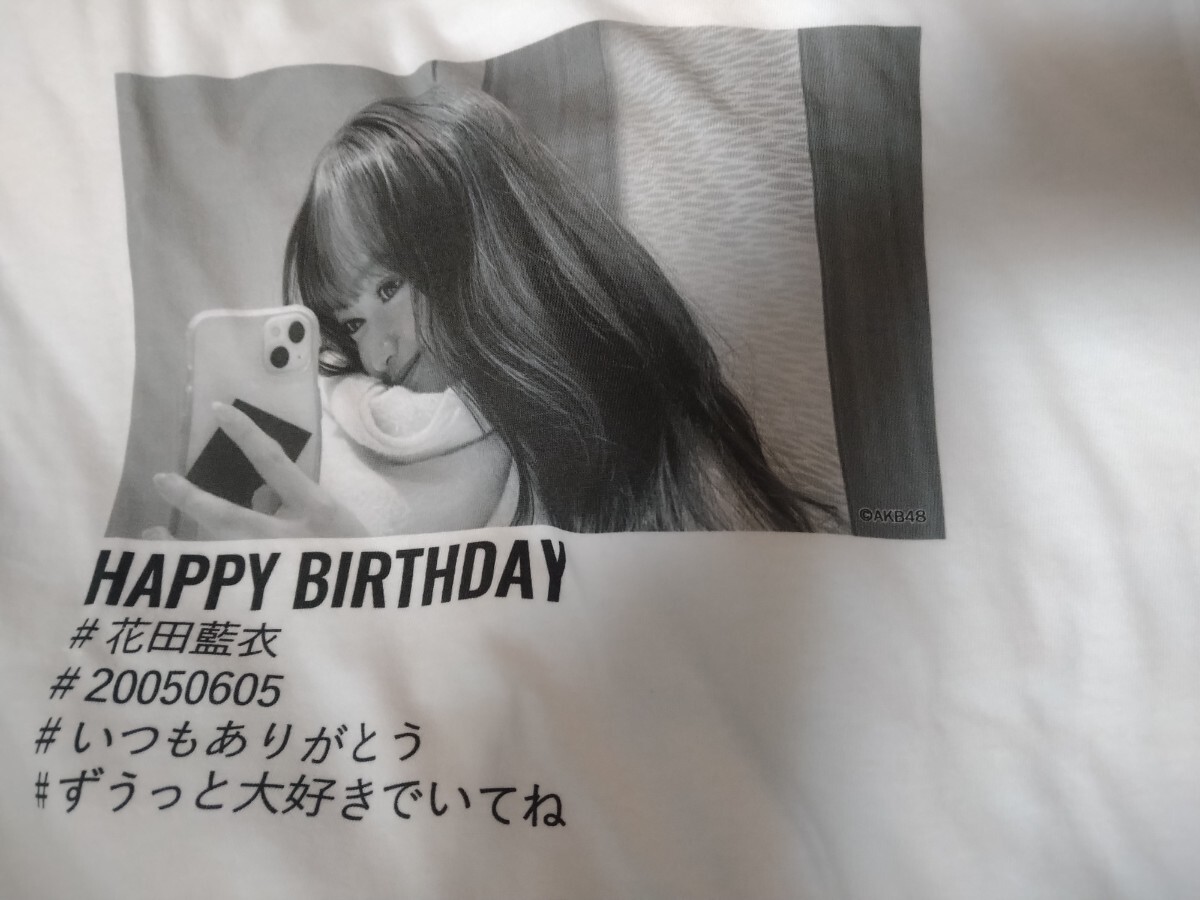 ©AKB48
HAPPY BIRTHDAY
#花田藍衣
#20050605
#いつもありがとう
#ずうっと大好きでいてね